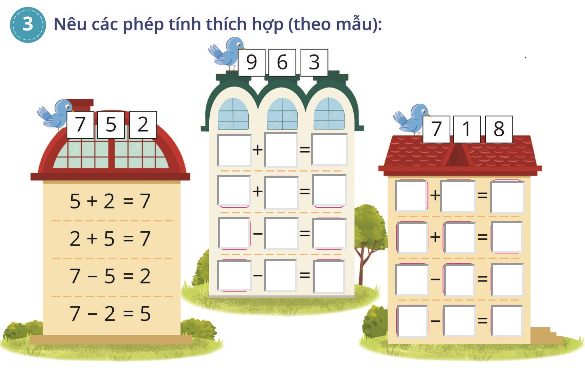 3 Nêu các phép tính thích hợp (theo mẫu):
7 5 2
5 + 2 = 7
2 + 5 = 7
7 − 5 = 2
7 − 2 = 5
9 6 3
+ =
+ =
− =
− =
7 1 8
+ =
+ =
− =
− =